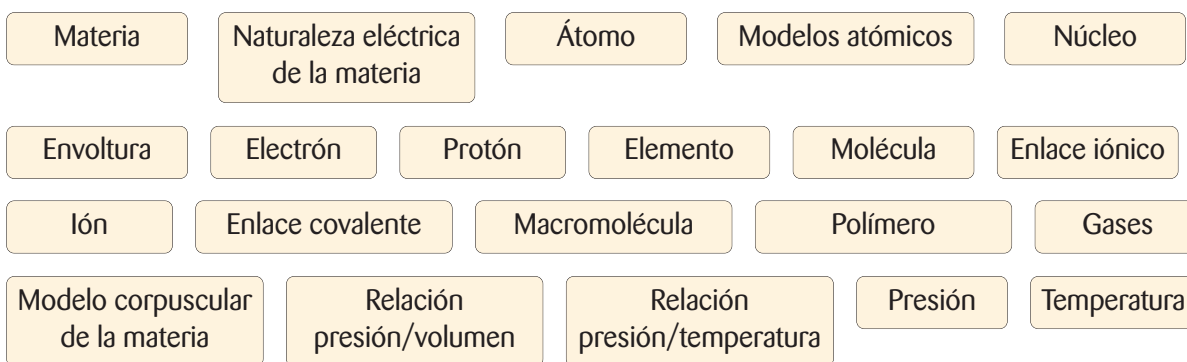 Materia
Naturaleza eléctrica
de la materia
Átomo
Modelos atómicos
Núcleo
Envoltura
Electrón
Protón
Elemento
Molécula
Enlace iónico
Ión
Enlace covalente
Macromolécula
Polímero
Gases
Modelo corpuscular
de la materia
Relación
presión/volumen
Relación
presión/temperatura
Presión
Temperatura